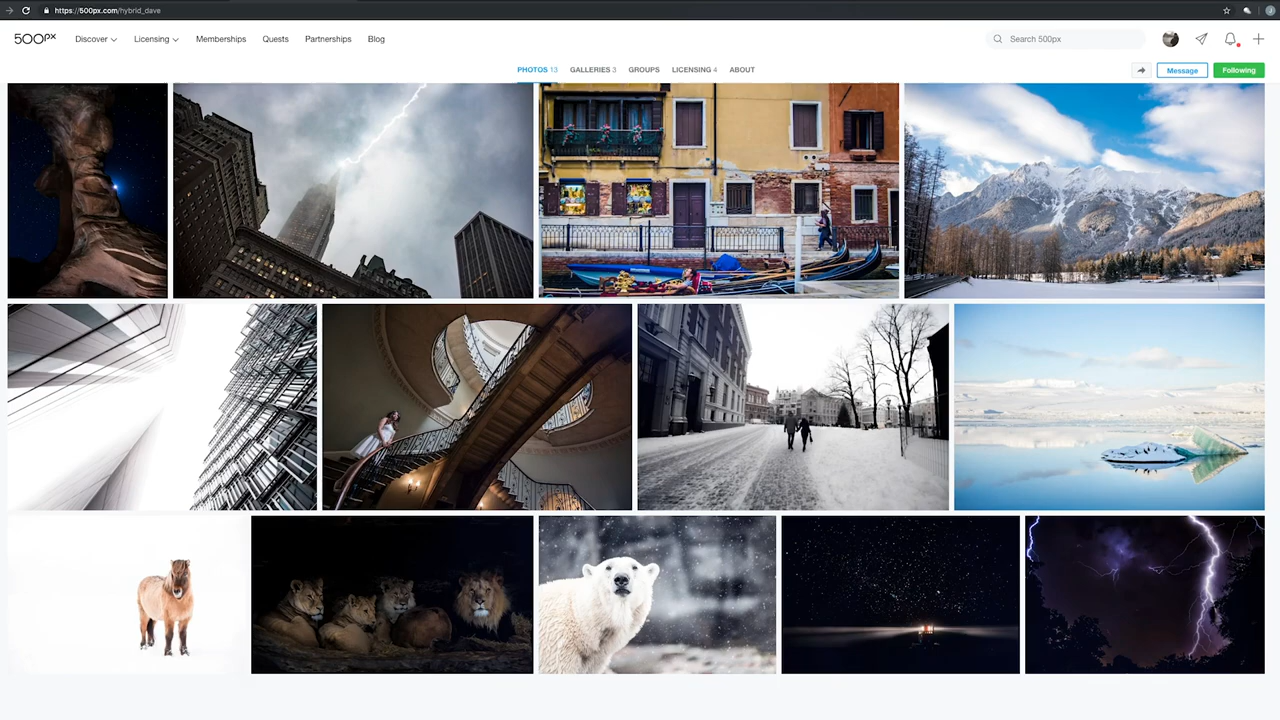 https://500px.com/hybrid_dave
500px
Discover
Licensing
Memberships
Quests
Partnerships
Blog
Search 500px
PHOTOS 13
GALLERIES 3
GROUPS
LICENSING 4
ABOUT
Message
Following